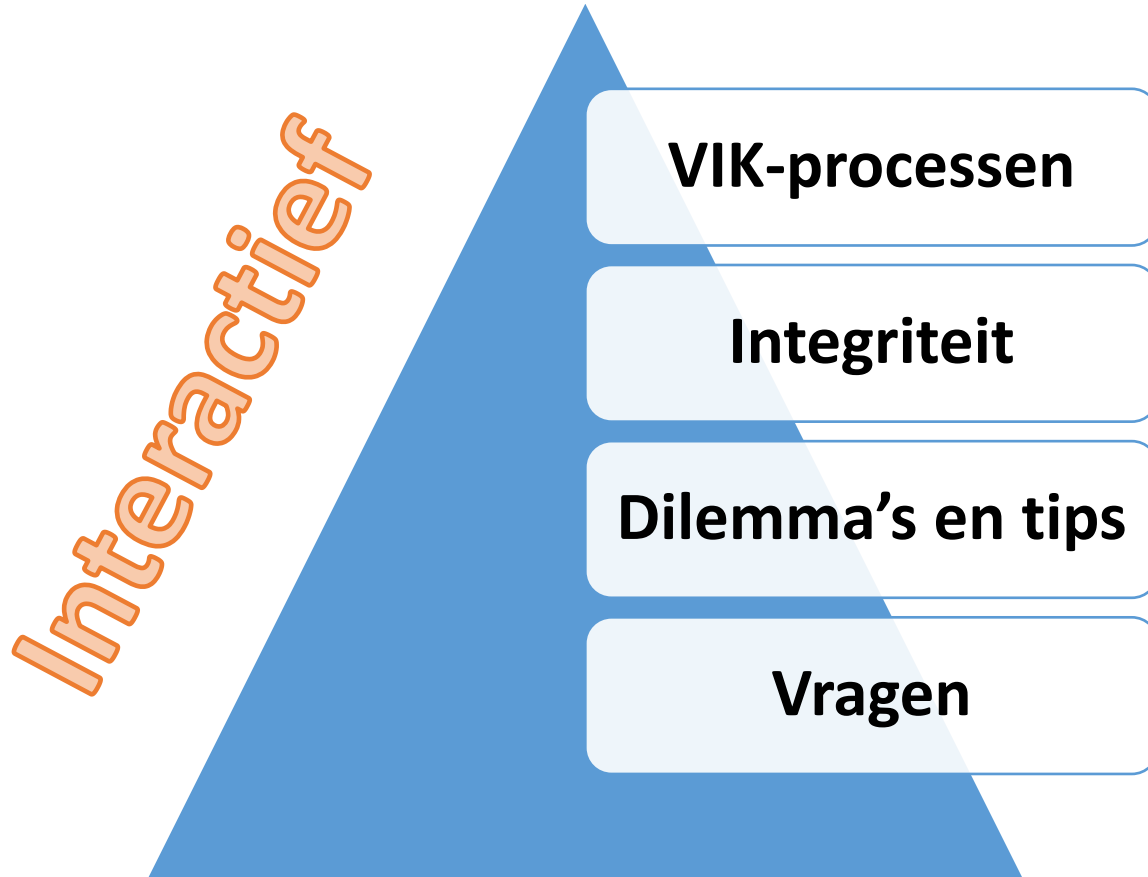 Interactief
VIK-processen
Integriteit
Dilemma’s en tips
Vragen